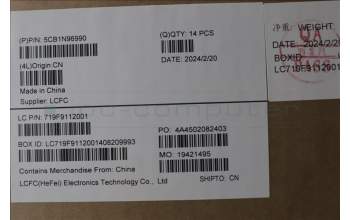 (P)P/N: 5CB1N96990
(Q)QTY: 14 PCS
(4L)Origin:CN
DATE: 2024/2/20
Made in China
Supplier: LCFC
净重: WEIGHT
DATE: 2024/2/
BOXID:
LC719F9112001
LC P/N: 719F9112001
PO: 4A4502082403
BOX ID: LC719F9112001408209993
MO: 19421495
Contains Merchandise From: China
LCFC(HeFei) Electronics Technology Co., Ltd
SHIPTO: CN